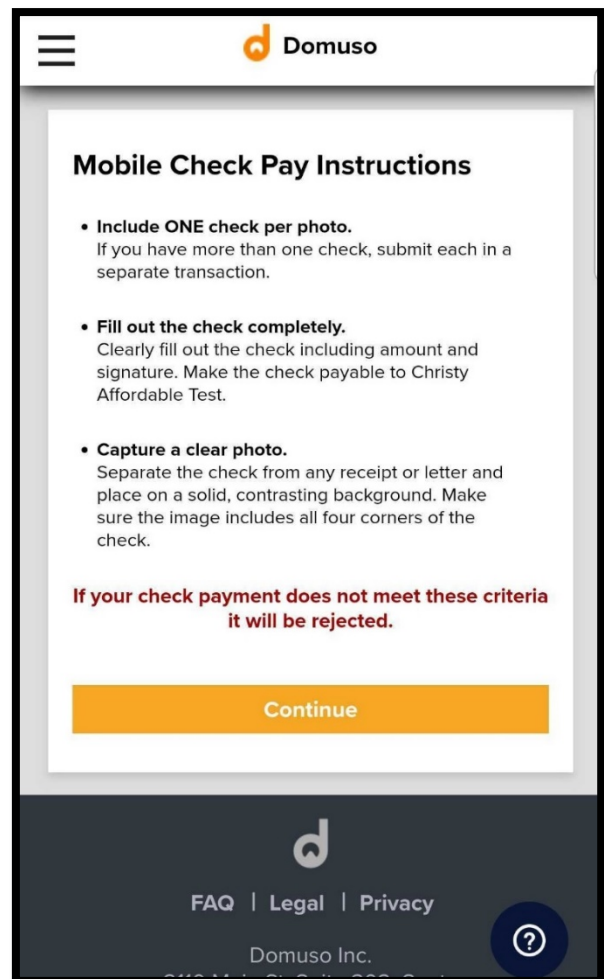 Domuso
Mobile Check Pay Instructions
• Include ONE check per photo.
If you have more than one check, submit each in a
separate transaction.
• Fill out the check completely.
Clearly fill out the check including amount and
signature. Make the check payable to Christy
Affordable Test.
• Capture a clear photo.
Separate the check from any receipt or letter and
place on a solid, contrasting background. Make
sure the image includes all four corners of the
check.
If your check payment does not meet these criteria
it will be rejected.
Continue
FAQ | Legal | Privacy
Domuso Inc.